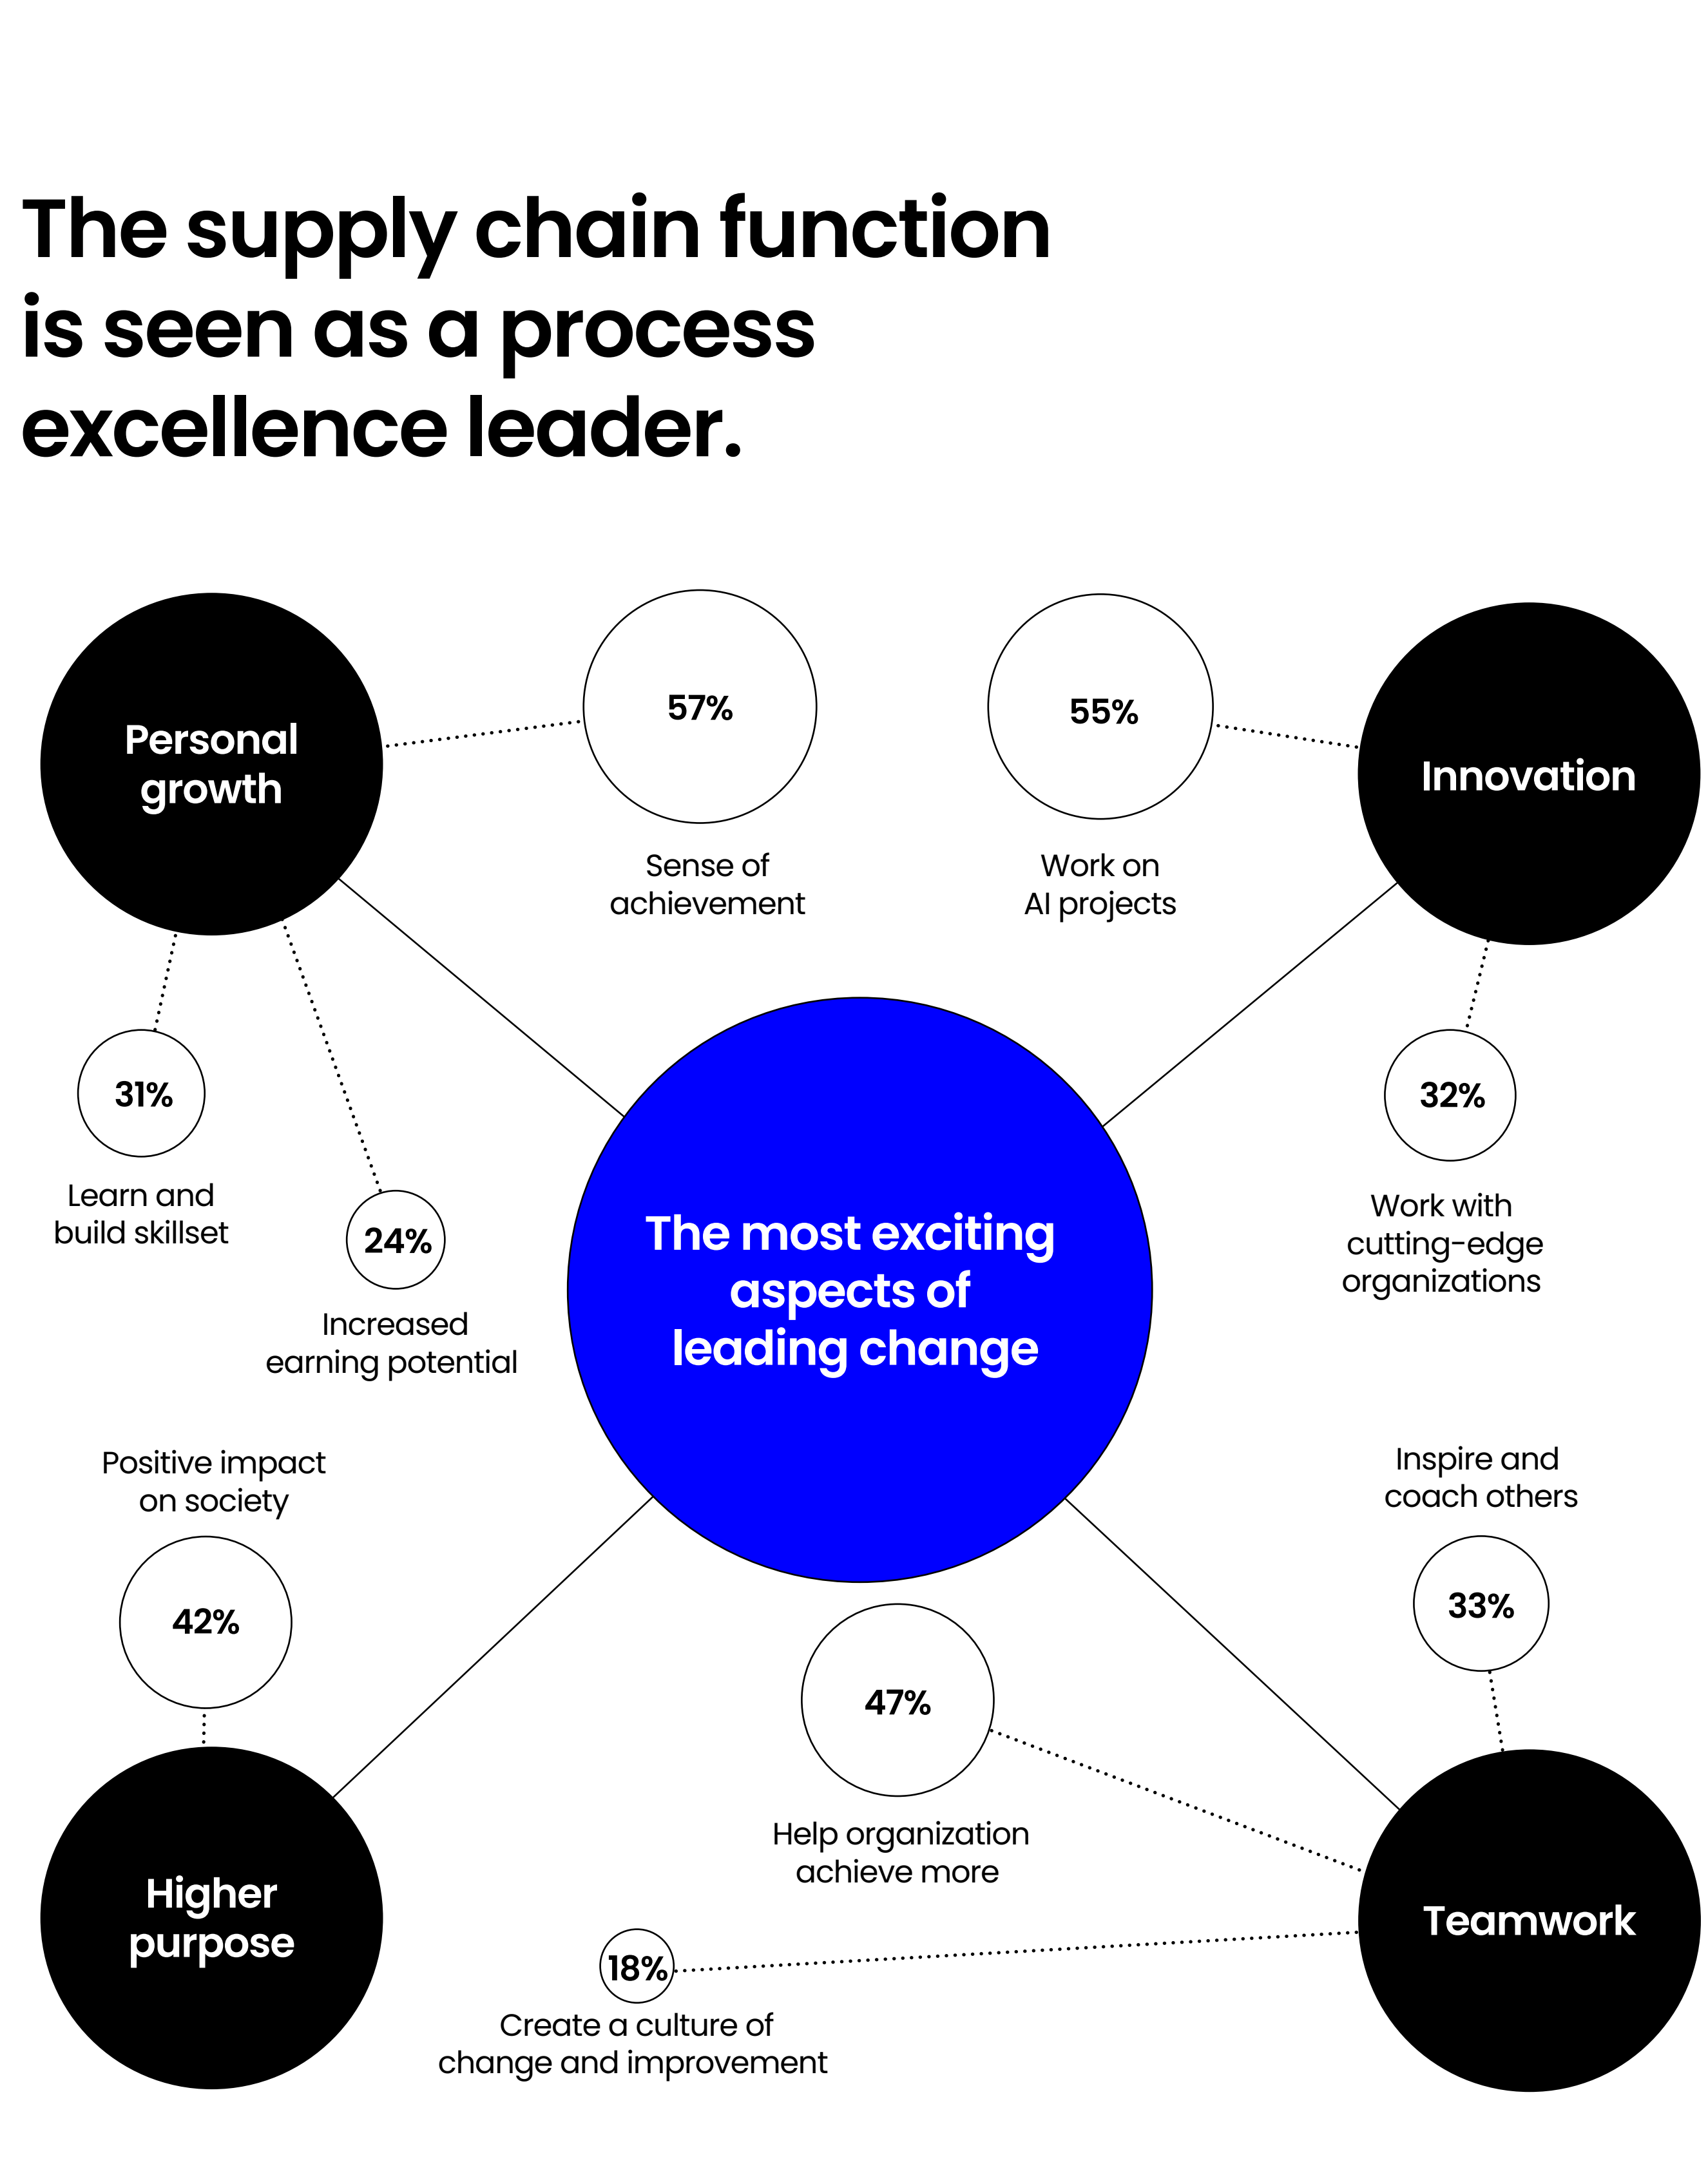 The supply chain function
is seen as a process
excellence leader.
Personal
growth
57%
Sense of
achievement
55%
Work on
AI projects
Innovation
31%
Learn and
build skillset
24%
Increased
earning potential
32%
Work with
cutting-edge
organizations
The most exciting
aspects of
leading change
Positive impact
on society
42%
Higher
purpose
47%
Help organization
achieve more
18%
Create a culture of
change and improvement
Inspire and
coach others
33%
Teamwork